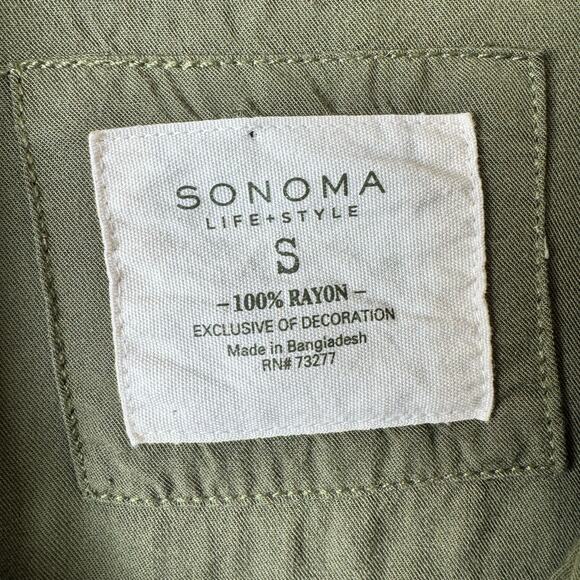 SONOMA
LIFE+STYLE
S
-100% RAYON-
EXCLUSIVE OF DECORATION
Made in Bangladesh
RN# 73277